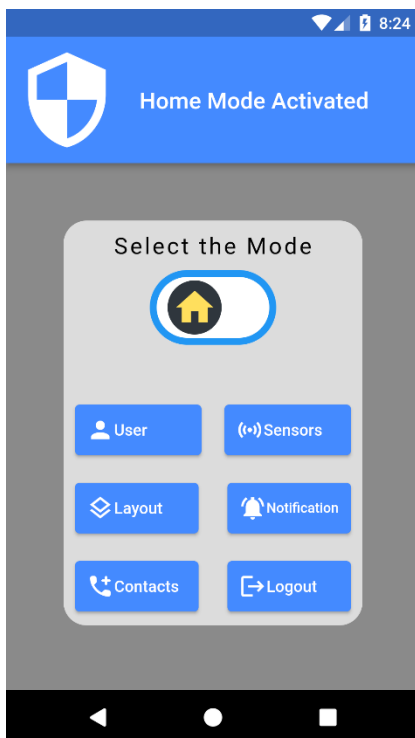 8:24
Home Mode Activated
Select the Mode
User
Sensors
Layout
Notification
Contacts
Logout